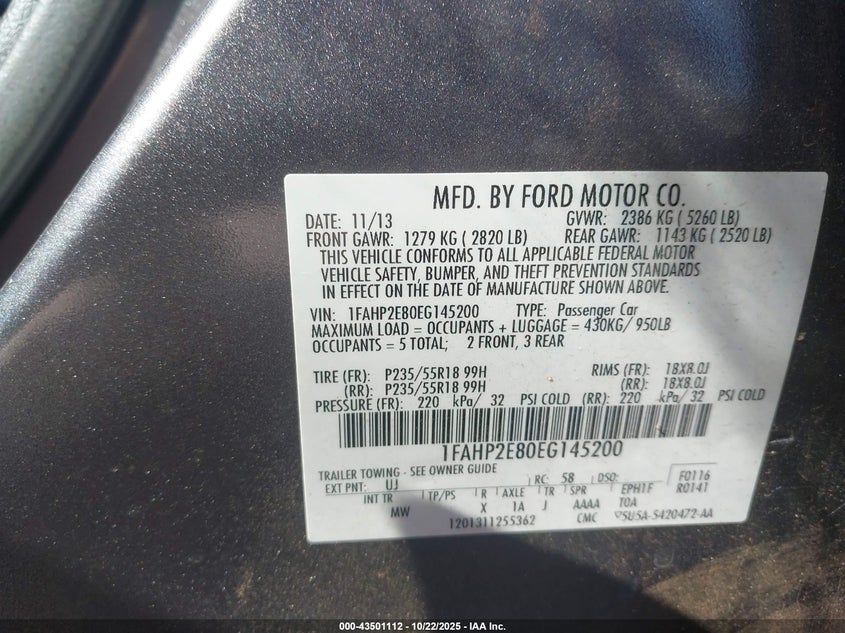 MFD. BY FORD MOTOR CO.
DATE: 11/13 GVWR: 2386 KG ( 5260 LB)
FRONT GAWR: 1279 KG ( 2820 LB) REAR GAWR: 1143 KG ( 2520 LB)
THIS VEHICLE CONFORMS TO ALL APPLICABLE FEDERAL MOTOR
VEHICLE SAFETY, BUMPER, AND THEFT PREVENTION STANDARDS
IN EFFECT ON THE DATE OF MANUFACTURE SHOWN ABOVE.
VIN: 1FAHP2E80EG145200 TYPE: Passenger Car
MAXIMUM LOAD = OCCUPANTS + LUGGAGE = 430KG/ 950LB
OCCUPANTS = 5 TOTAL; 2 FRONT, 3 REAR
TIRE (FR): P235/55R18 99H RIMS (FR): 18X8.0J
(RR): P235/55R18 99H (RR): 18X8.0J
PRESSURE (FR): 220 kPa/ 32 PSI COLD (RR): 220 kPa/ 32 PSI COLD
1FAHP2E80EG145200
TRAILER TOWING - SEE OWNER GUIDE
EXT PNT: UJ RC: 58 DSO: F0116
INT TR TP/PS R AXLE TR SPR EPH1F R0141
MW X 1A J AAAA TOA
1201311255362 CMC
000-43501112 - 10/22/2025 - IAA Inc.